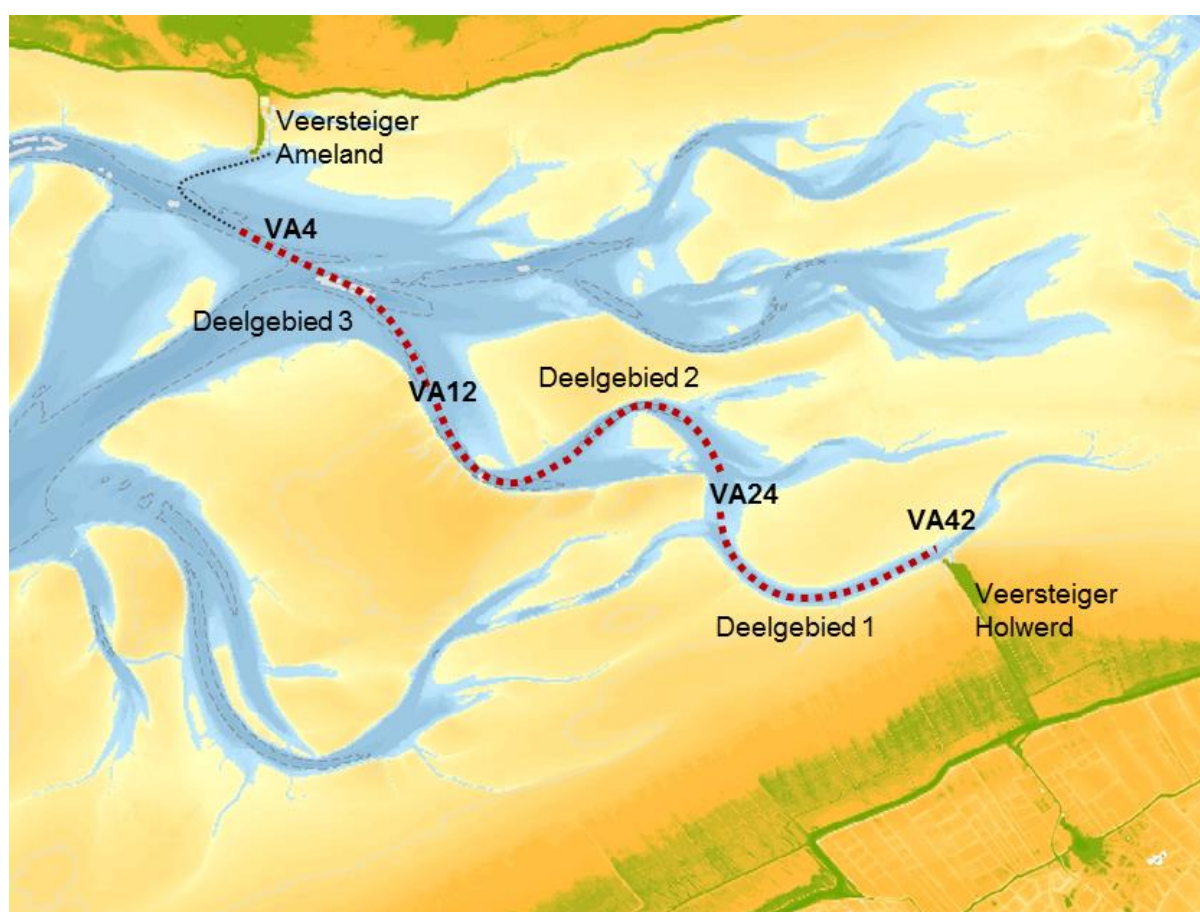 Veersteiger
Ameland
VA4
Deelgebied 3
VA12
Deelgebied 2
VA24
VA42
Veersteiger
Holwerd
Deelgebied 1